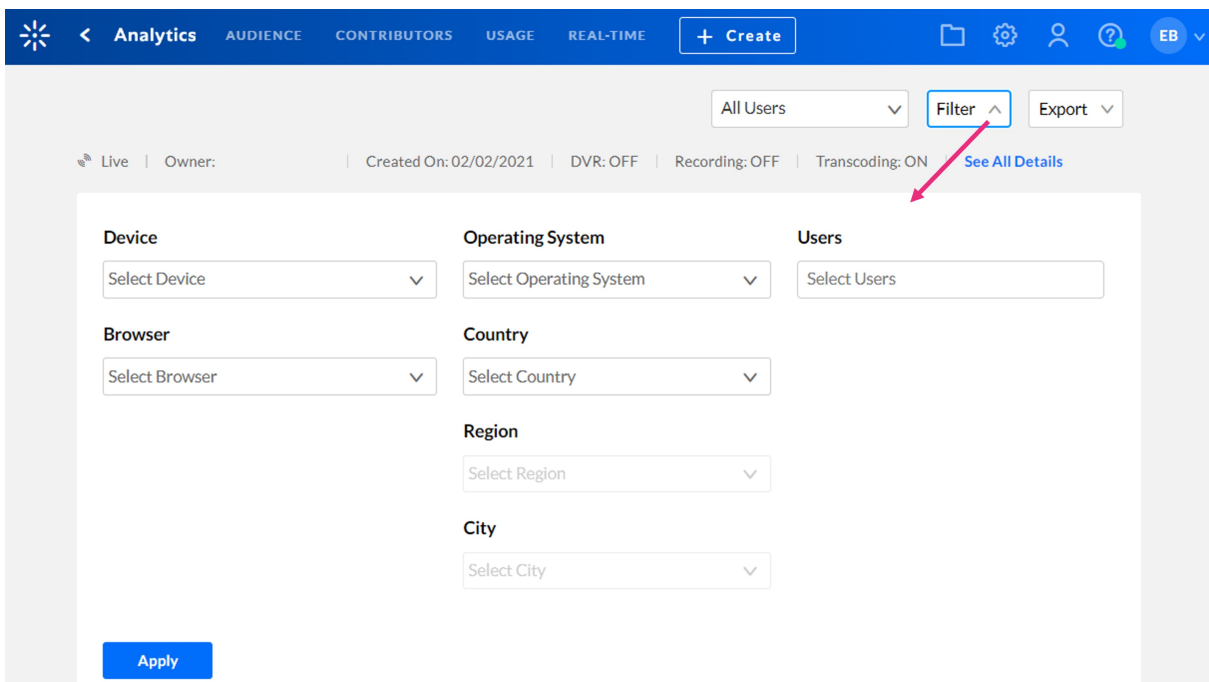 Analytics AUDIENCE CONTRIBUTORS USAGE REAL-TIME + Create EB
All Users Filter Export
Live | Owner: | Created On: 02/02/2021 | DVR: OFF | Recording: OFF | Transcoding: ON | See All Details
Device Operating System Users
Select Device Select Operating System Select Users
Browser Country
Select Browser Select Country
Region
Select Region
City
Select City
Apply